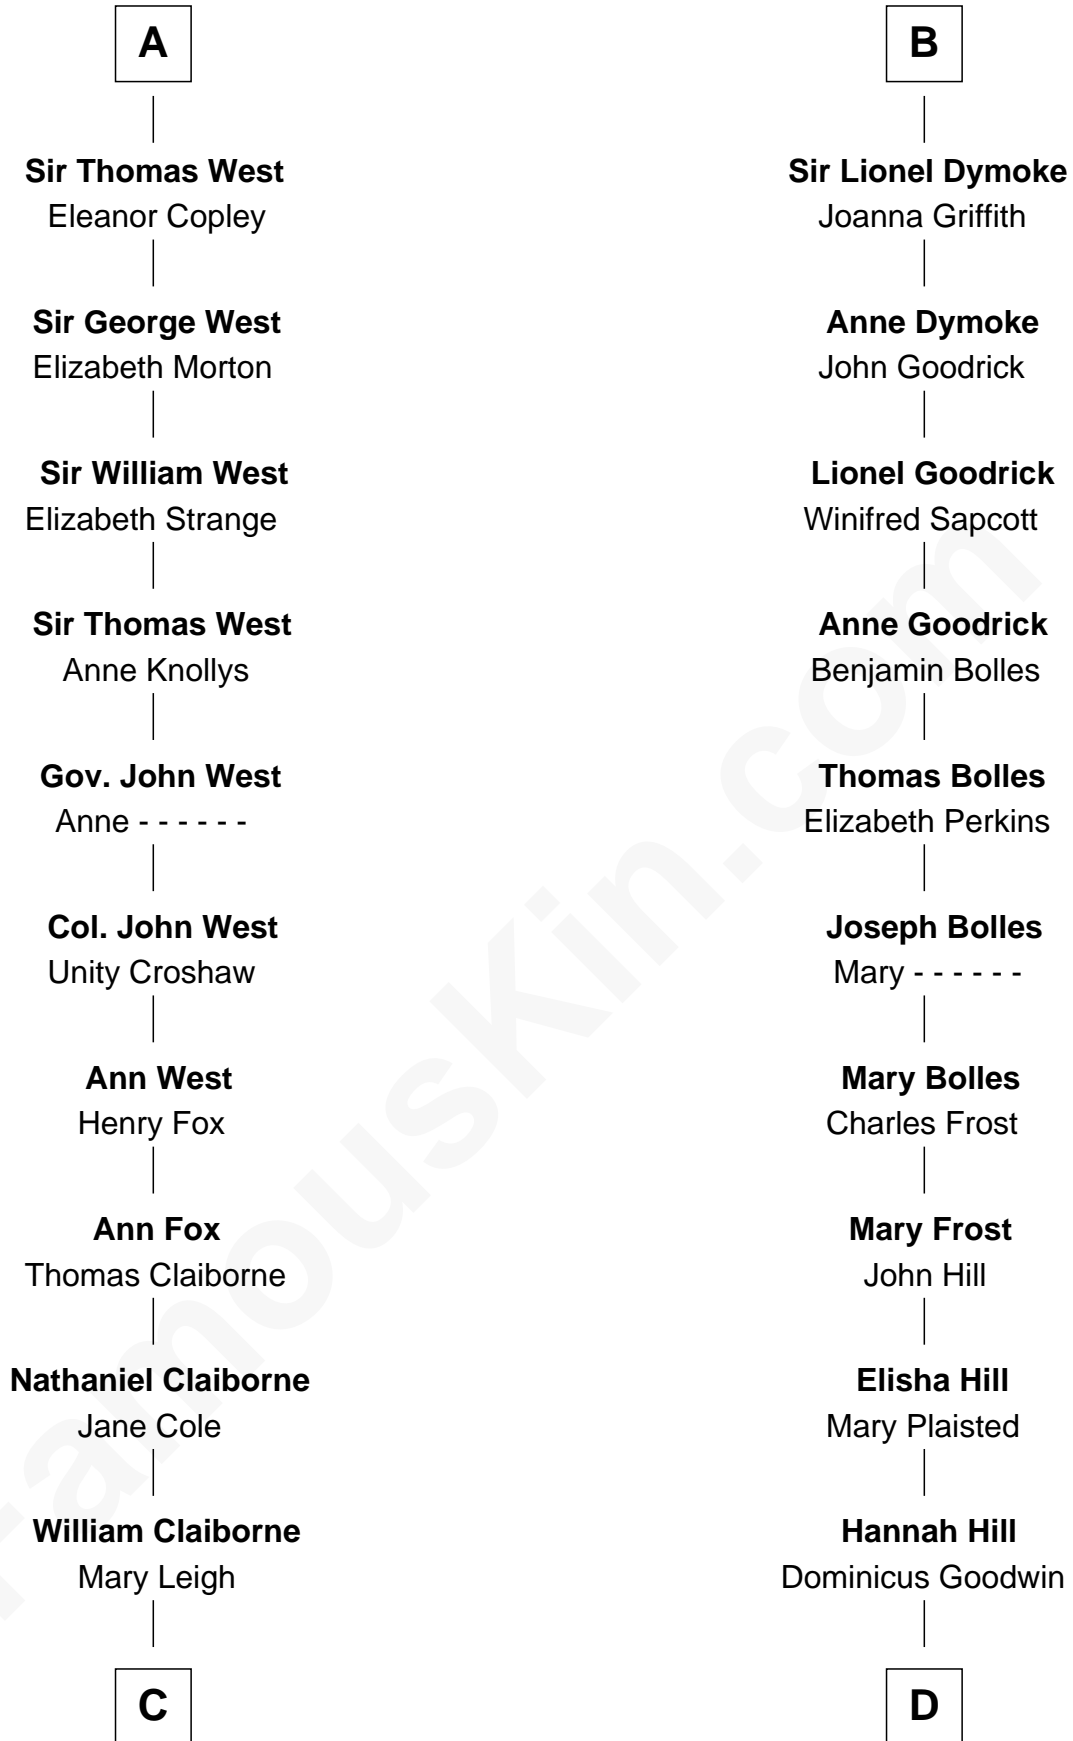 A
Sir Thomas West
Eleanor Copley
Sir George West
Elizabeth Morton
Sir William West
Elizabeth Strange
Sir Thomas West
Anne Knollys
Gov. John West
Anne - - - - - -
Col. John West
Unity Croshaw
Ann West
Henry Fox
Ann Fox
Thomas Claiborne
Nathaniel Claiborne
Jane Cole
William Claiborne
Mary Leigh
C
B
Sir Lionel Dymoke
Joanna Griffith
Anne Dymoke
John Goodrick
Lionel Goodrick
Winifred Sapcott
Anne Goodrick
Benjamin Bolles
Thomas Bolles
Elizabeth Perkins
Joseph Bolles
Mary - - - - - -
Mary Bolles
Charles Frost
Mary Frost
John Hill
Elisha Hill
Mary Plaisted
Hannah Hill
Dominicus Goodwin
D
FamousKin.com